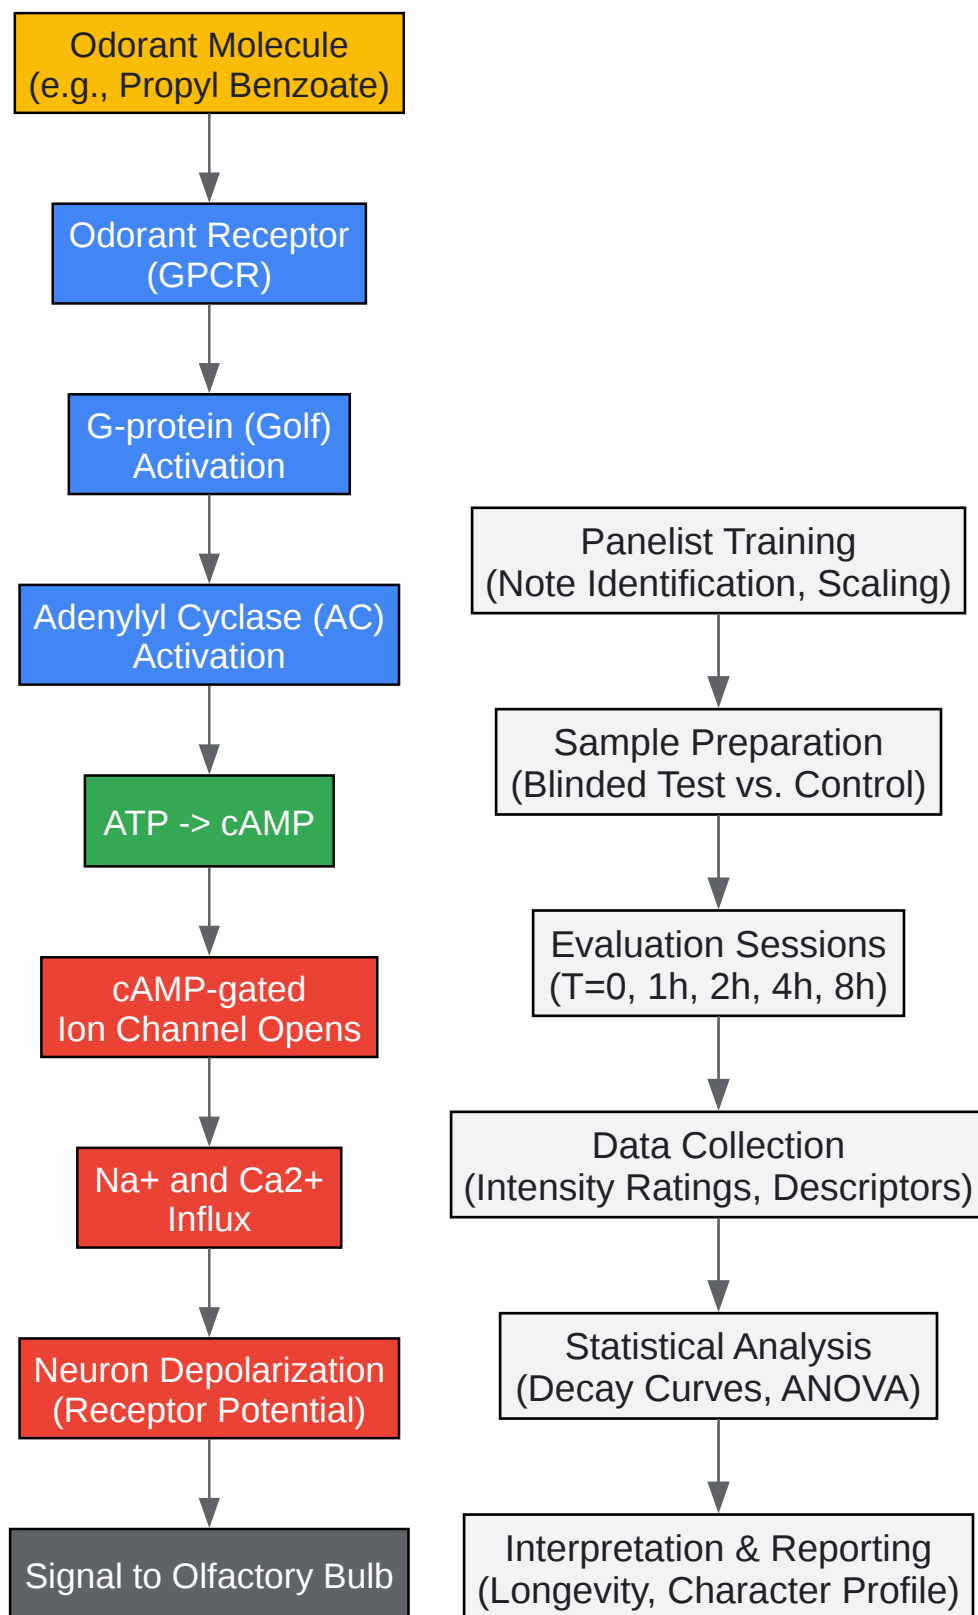 Odorant Molecule
(e.g., Propyl Benzoate)
Odorant Receptor
(GPCR)
G-protein (Golf)
Activation
Adenylyl Cyclase (AC)
Activation
ATP -> cAMP
cAMP-gated
Ion Channel Opens
Na+ and Ca2+
Influx
Neuron Depolarization
(Receptor Potential)
Signal to Olfactory Bulb
Panelist Training
(Note Identification, Scaling)
Sample Preparation
(Blinded Test vs. Control)
Evaluation Sessions
(T=0, 1h, 2h, 4h, 8h)
Data Collection
(Intensity Ratings, Descriptors)
Statistical Analysis
(Decay Curves, ANOVA)
Interpretation & Reporting
(Longevity, Character Profile)